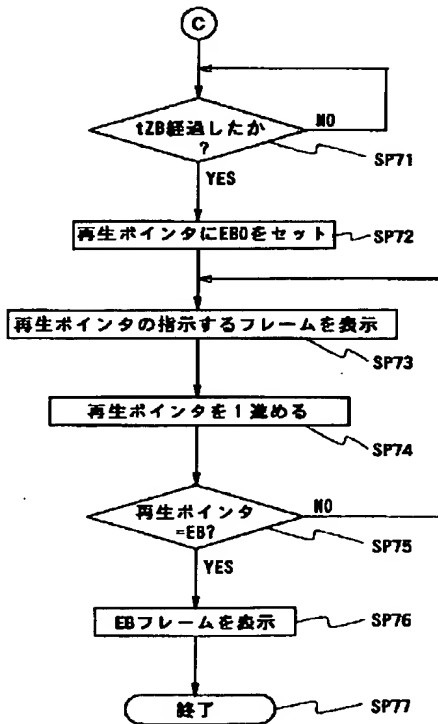 C
tZB経過したか
?
NO
SP71
YES
再生ポインタにEB0をセット
SP72
再生ポインタの指示するフレームを表示
SP73
再生ポインタを1進める
SP74
再生ポインタ
=EB?
NO
SP75
YES
EBフレームを表示
SP76
終了
SP77